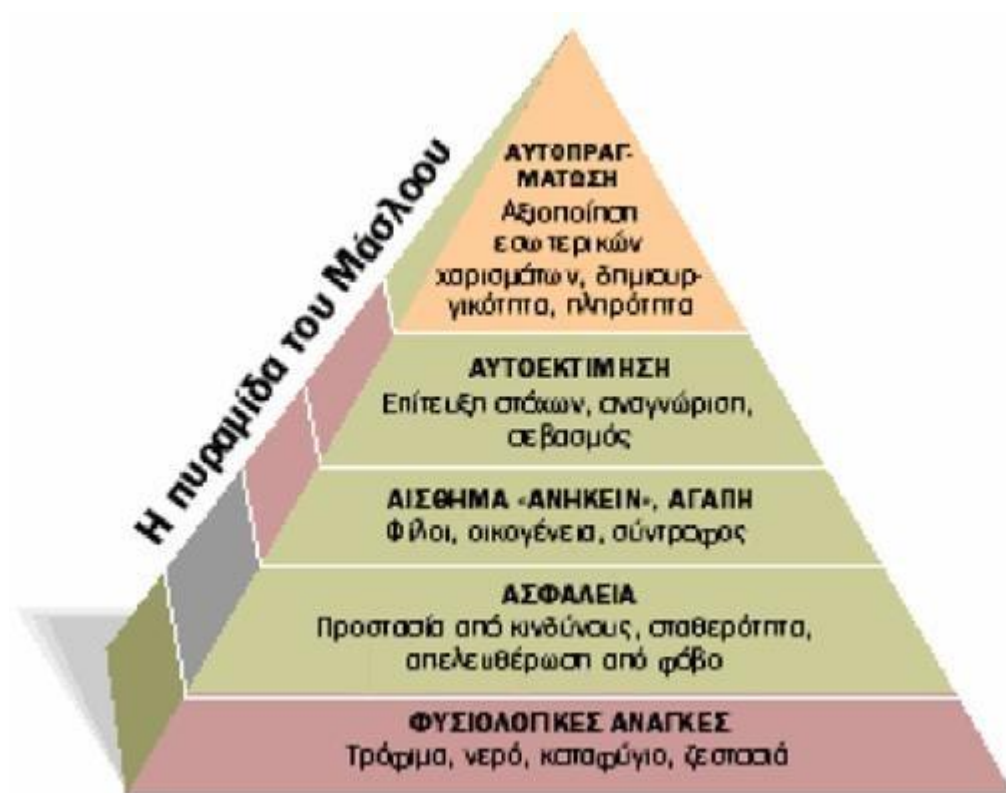 Η πυραμίδα του Μάσλοου
ΑΥΤΟΠΡΑΓ-
ΜΑΤΩΣΗ
Αξιοποίηση
εσωτερικών
χαρισμάτων, δημιουρ-
γικότητα, πληρότητα
ΑΥΤΟΕΚΤΙΜΗΣΗ
Επίτευξη στόχων, αναγνώριση,
σεβασμός
ΑΙΣΘΗΜΑ «ΑΝΗΚΕΙΝ», ΑΓΑΠΗ
Φίλοι, οικογένεια, σύντροφος
ΑΣΦΑΛΕΙΑ
Προστασία από κινδύνους, σταθερότητα,
απελευθέρωση από φόβο
ΦΥΣΙΟΛΟΓΙΚΕΣ ΑΝΑΓΚΕΣ
Τρόφιμα, νερό, καταφύγιο, ζεστασιά